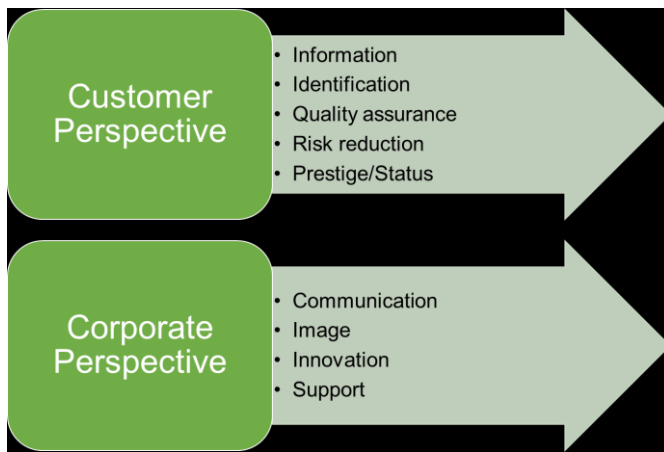 Customer
Perspective
• Information
• Identification
• Quality assurance
• Risk reduction
• Prestige/Status
Corporate
Perspective
• Communication
• Image
• Innovation
• Support